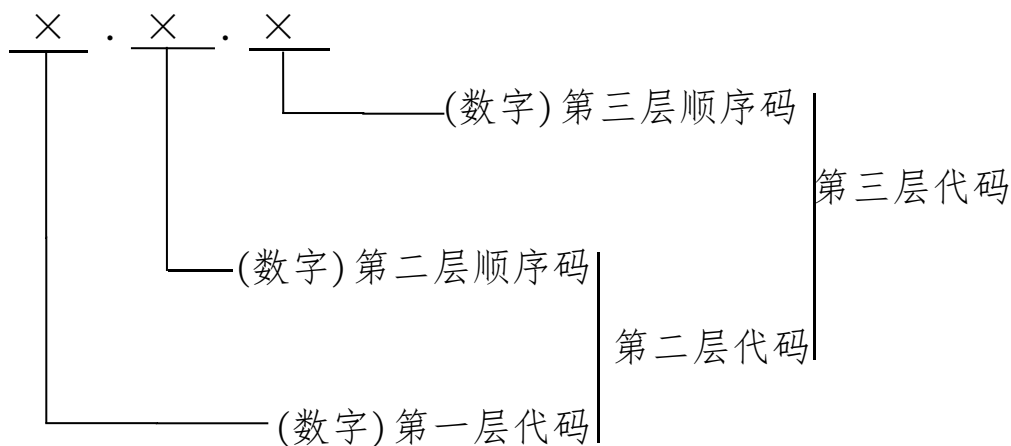 × . × . ×
(数字)第三层顺序码
第三层代码
(数字)第二层顺序码
第二层代码
(数字)第一层代码